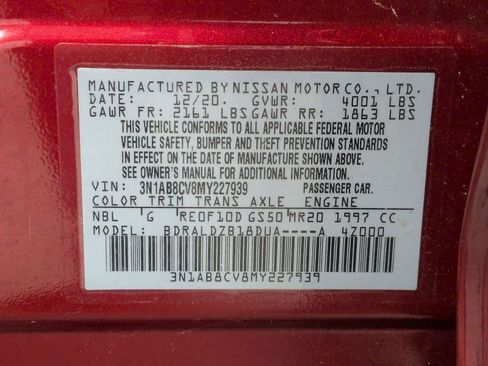 MANUFACTURED BY NISSAN MOTOR CO., LTD.
DATE: 12/20. GVWR: 4001 LBS
GAWR FR: 2161 LBS GAWR RR: 1863 LBS
THIS VEHICLE CONFORMS TO ALL APPLICABLE FEDERAL MOTOR
VEHICLE SAFETY, BUMPER AND THEFT PREVENTION STANDARDS
IN EFFECT ON THE DATE OF MANUFACTURE SHOWN ABOVE.
SEE OWNER'S MANUAL FOR ADDITIONAL INFORMATION.
VIN: 3N1AB8CV8MY227939 PASSENGER CAR.
COLOR TRIM TRANS AXLE ENGINE
NBL G RE0F10D GS50 MR20 1997 CC
MODEL: BDRALDZB18DUA----A 4Z000
3N1AB8CV8MY227939